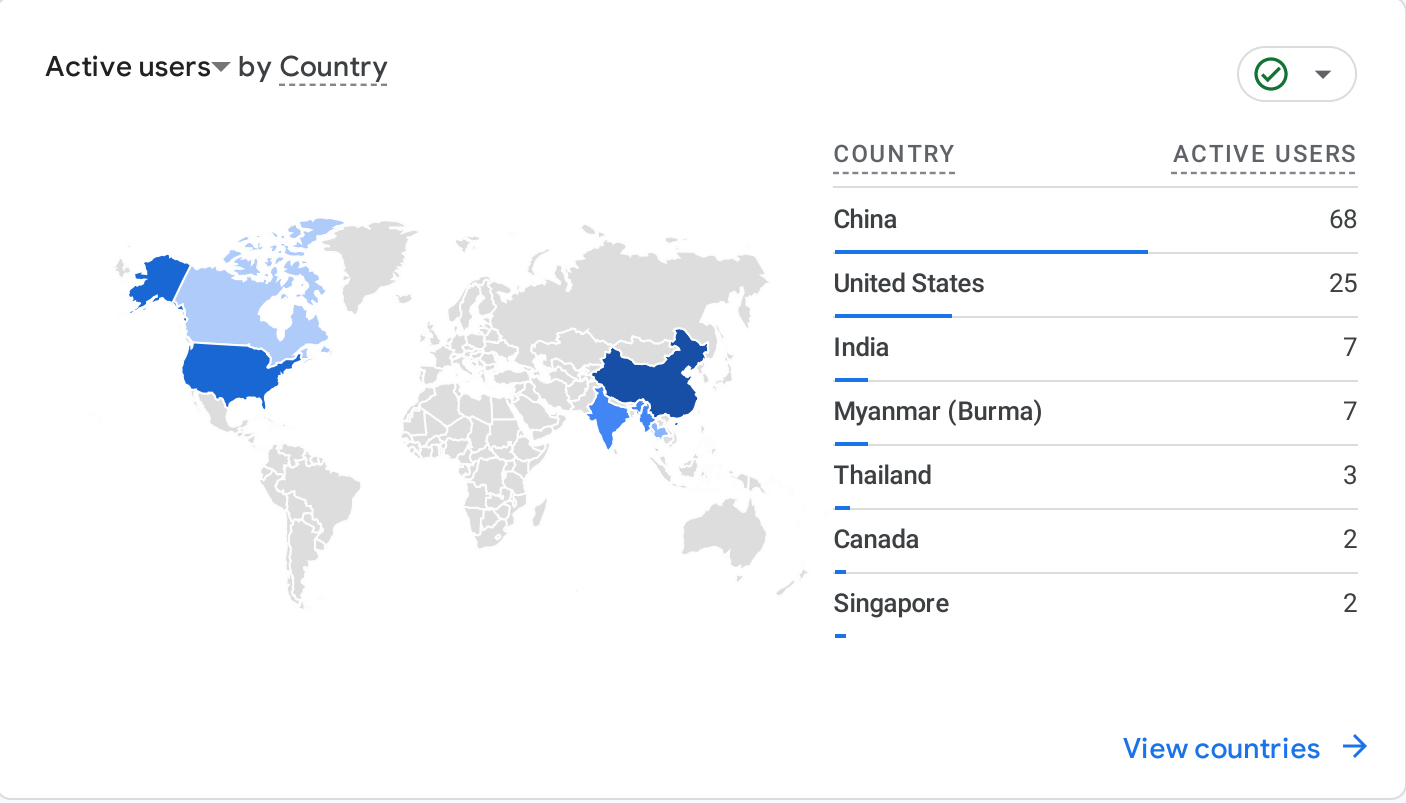 Active users by Country
COUNTRY ACTIVE USERS
China 68
United States 25
India 7
Myanmar (Burma) 7
Thailand 3
Canada 2
Singapore 2
View countries